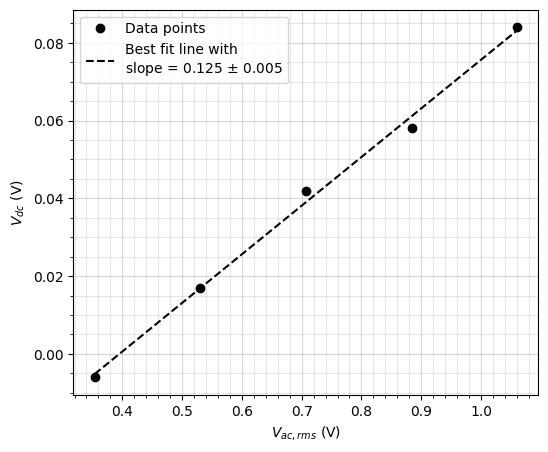 Data points
Best fit line with
slope = 0.125 ± 0.005
0.08
0.06
0.04
0.02
0.00
V_dc (V)
0.4 0.5 0.6 0.7 0.8 0.9 1.0
V_ac,rms (V)